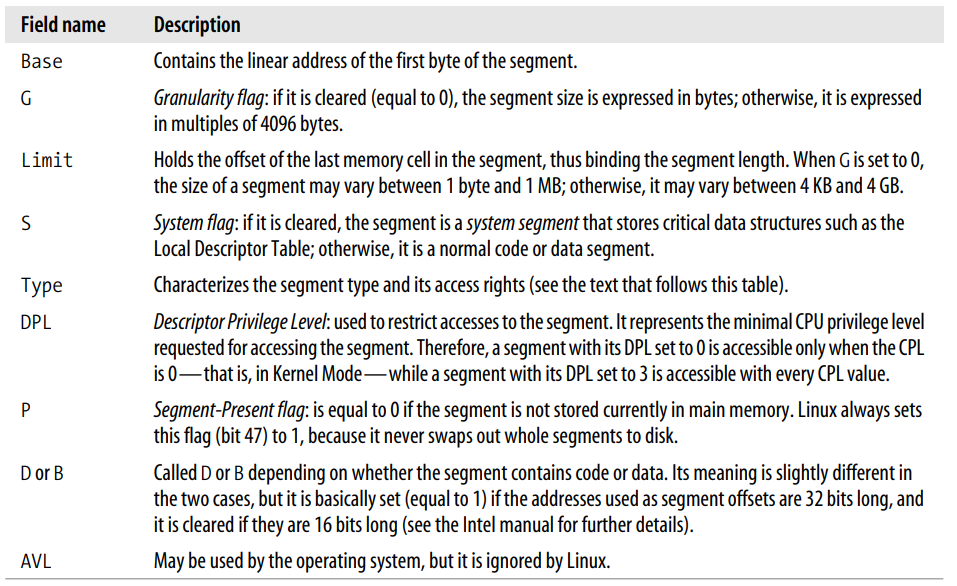 Field name Description
Base Contains the linear address of the first byte of the segment.
G Granularity flag: if it is cleared (equal to 0), the segment size is expressed in bytes; otherwise, it is expressed
in multiples of 4096 bytes.
Limit Holds the offset of the last memory cell in the segment, thus binding the segment length. When G is set to 0,
the size of a segment may vary between 1 byte and 1 MB; otherwise, it may vary between 4 KB and 4 GB.
S System flag: if it is cleared, the segment is a system segment that stores critical data structures such as the
Local Descriptor Table; otherwise, it is a normal code or data segment.
Type Characterizes the segment type and its access rights (see the text that follows this table).
DPL Descriptor Privilege Level: used to restrict accesses to the segment. It represents the minimal CPU privilege level
requested for accessing the segment. Therefore, a segment with its DPL set to 0 is accessible only when the CPL
is 0—that is, in Kernel Mode—while a segment with its DPL set to 3 is accessible with every CPL value.
P Segment-Present flag: is equal to 0 if the segment is not stored currently in main memory. Linux always sets
this flag (bit 47) to 1, because it never swaps out whole segments to disk.
D or B Called D or B depending on whether the segment contains code or data. Its meaning is slightly different in
the two cases, but it is basically set (equal to 1) if the addresses used as segment offsets are 32 bits long, and
it is cleared if they are 16 bits long (see the Intel manual for further details).
AVL May be used by the operating system, but it is ignored by Linux.